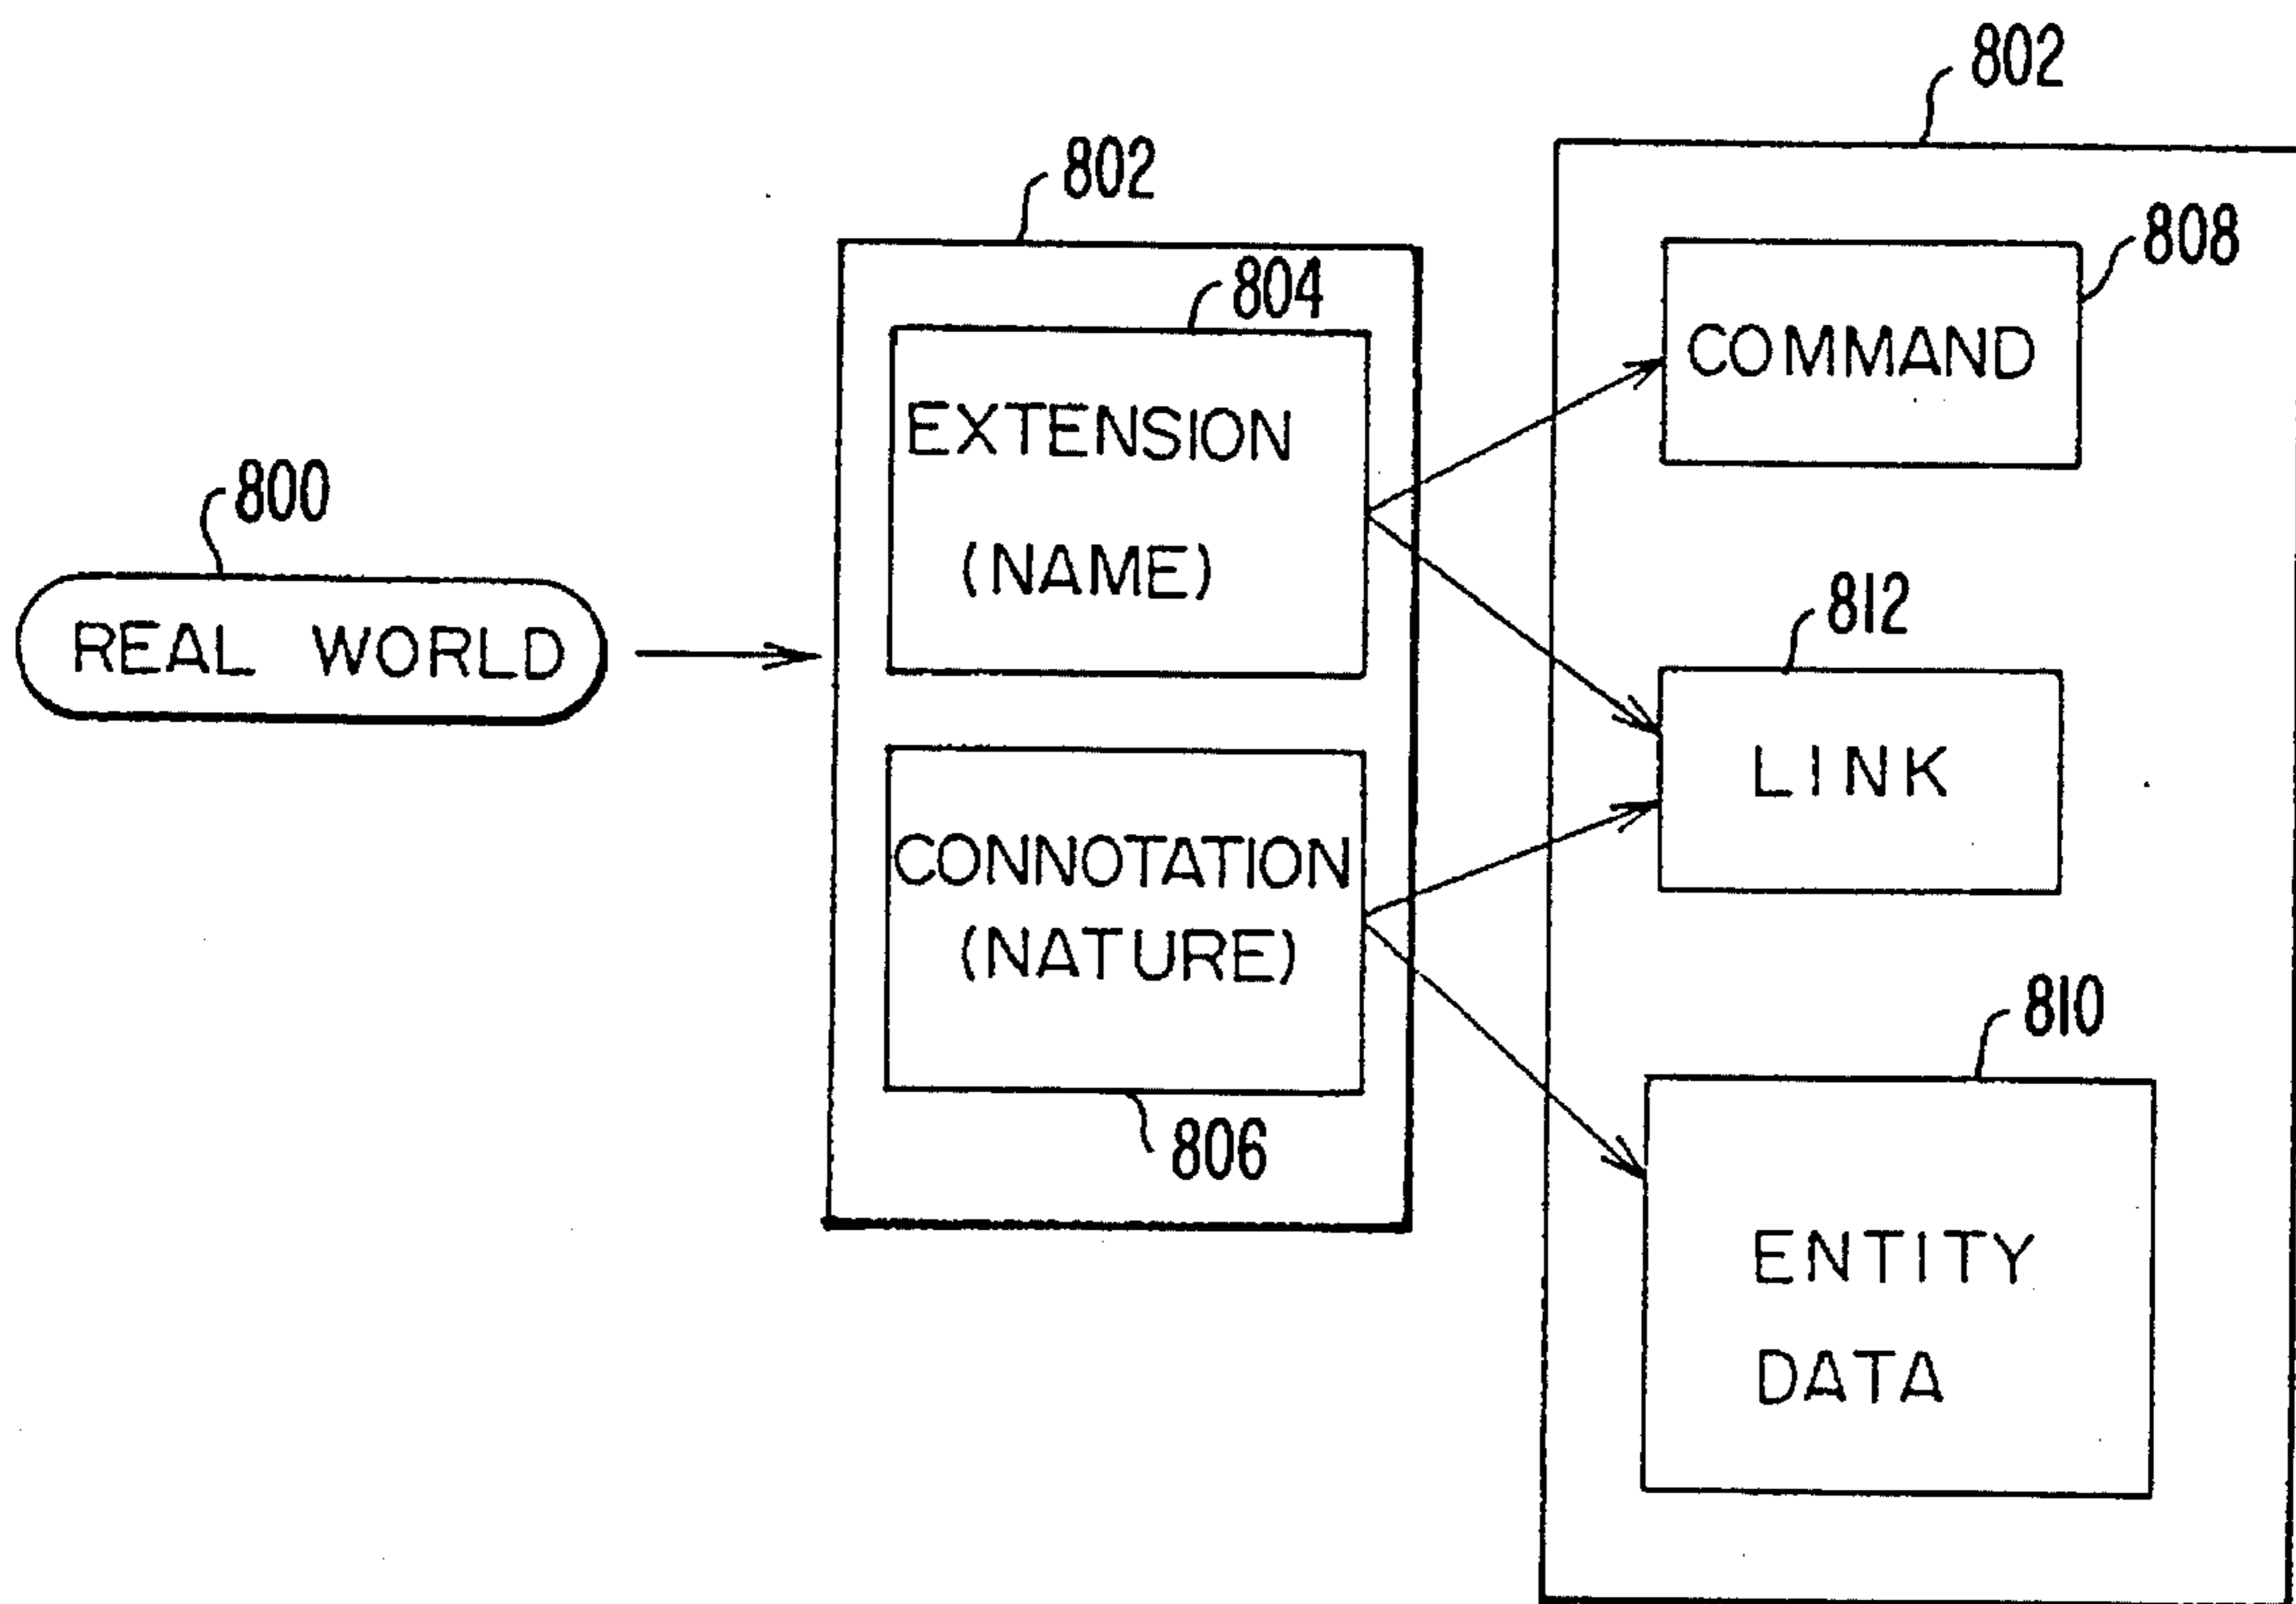 800
REAL WORLD
802
804
EXTENSION
(NAME)
CONNOTATION
(NATURE)
806
802
808
COMMAND
812
LINK
810
ENTITY
DATA